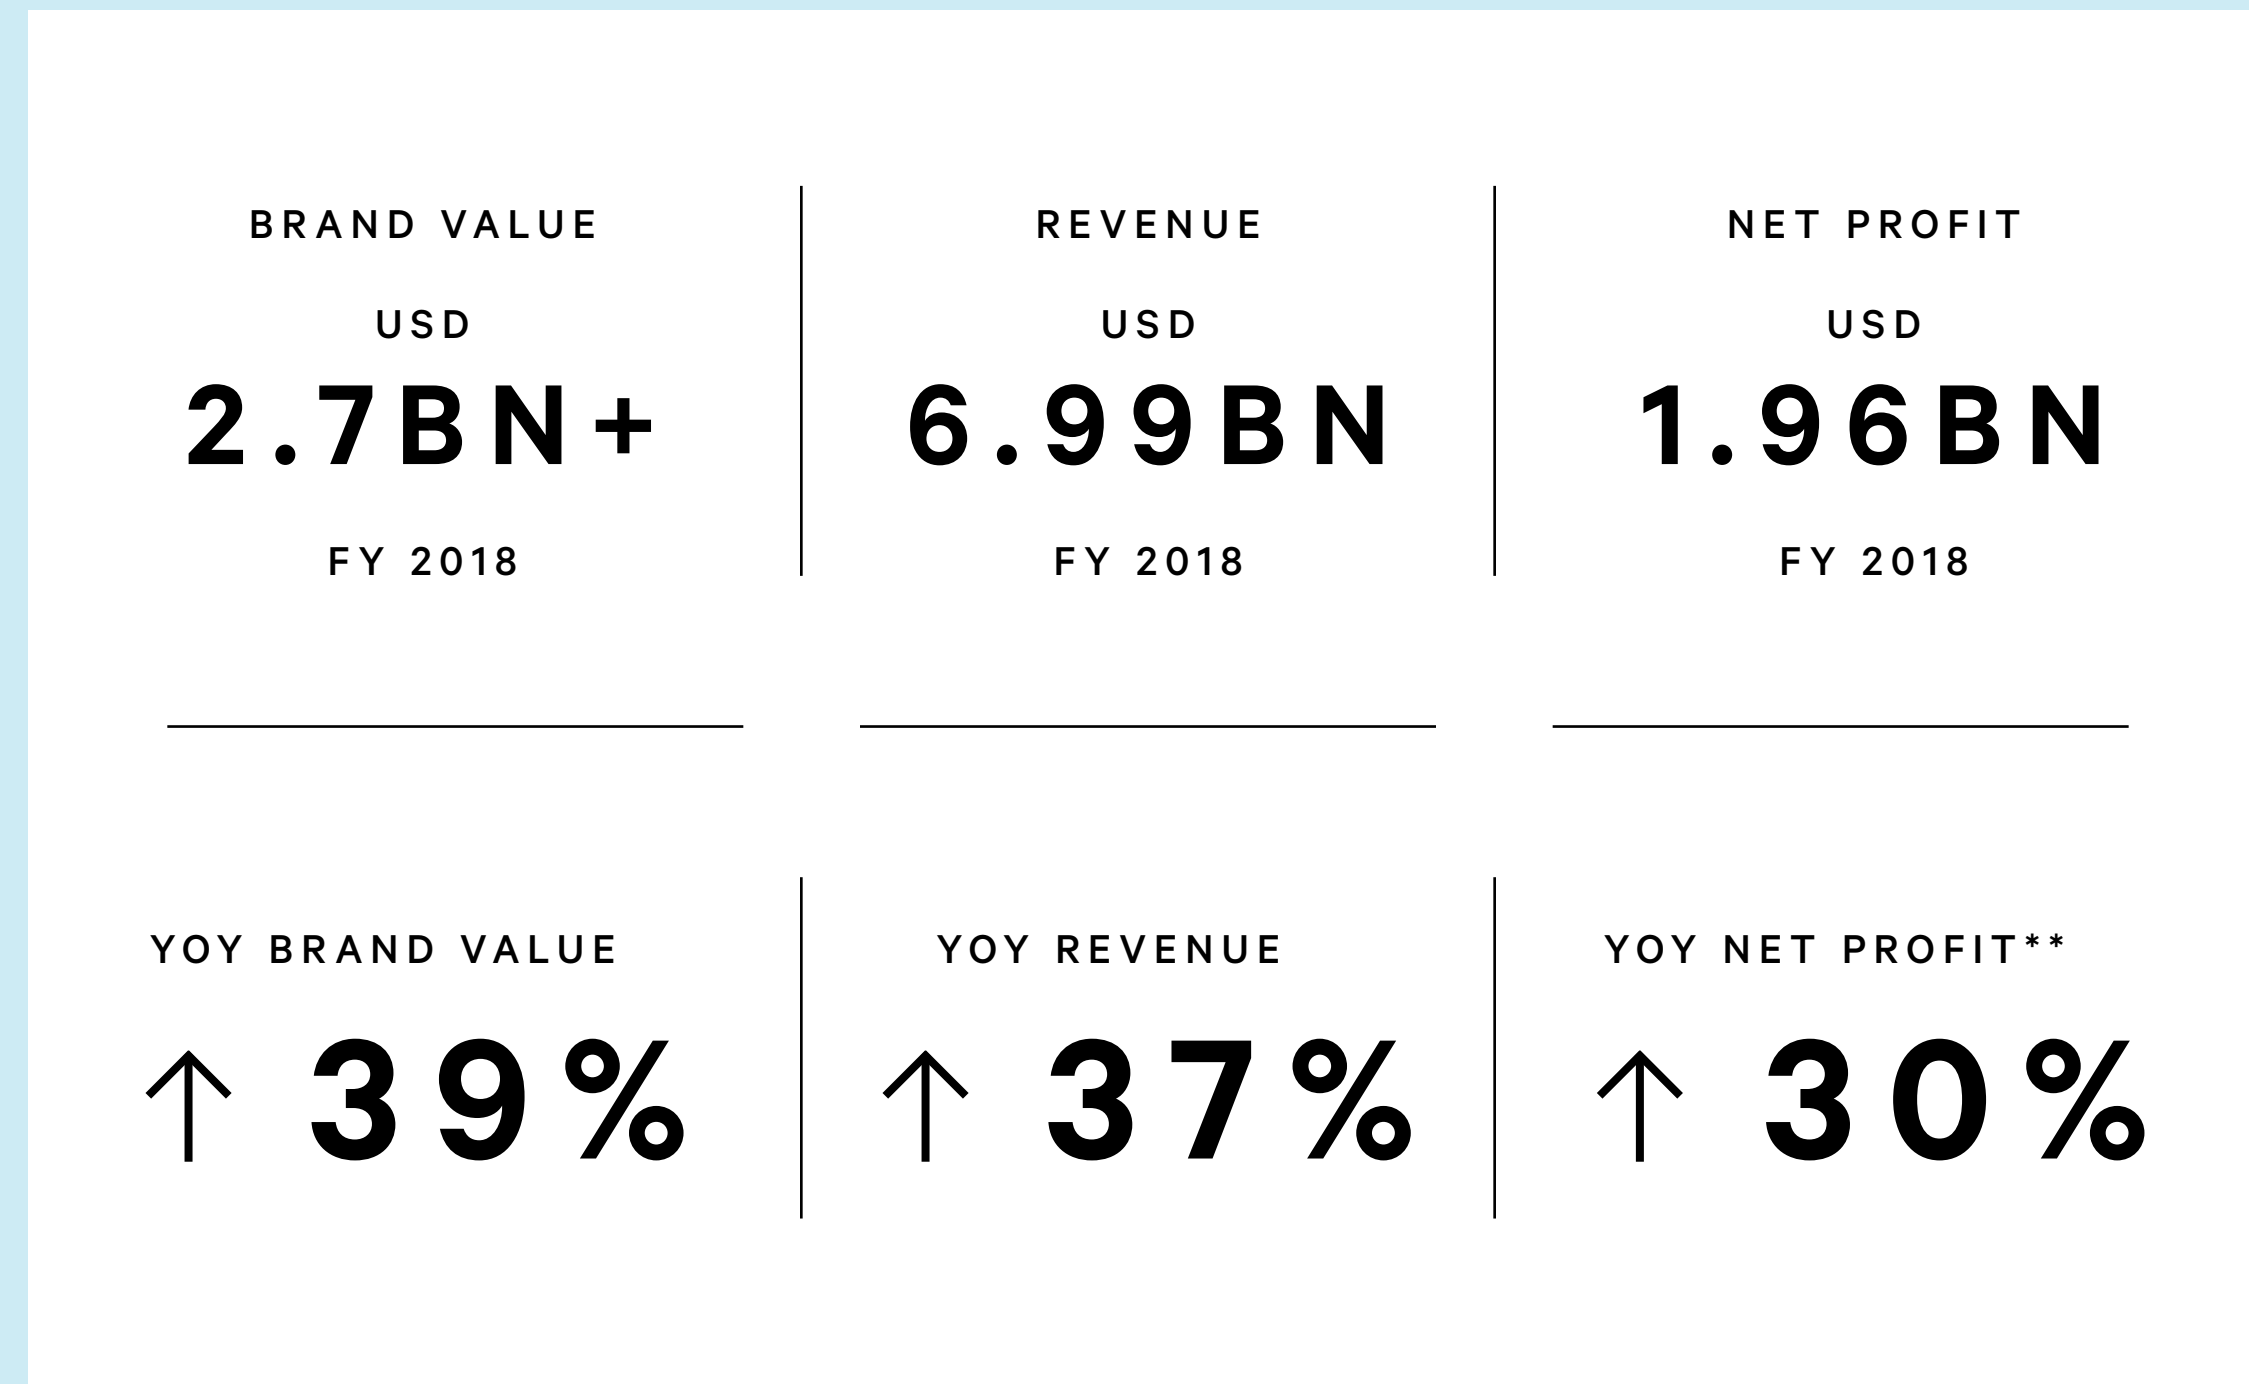 BRAND VALUE
USD
2.7BN+
FY 2018
REVENUE
USD
6.99BN
FY 2018
NET PROFIT
USD
1.96BN
FY 2018
YOY BRAND VALUE
↑ 39%
YOY REVENUE
↑ 37%
YOY NET PROFIT**
↑ 30%